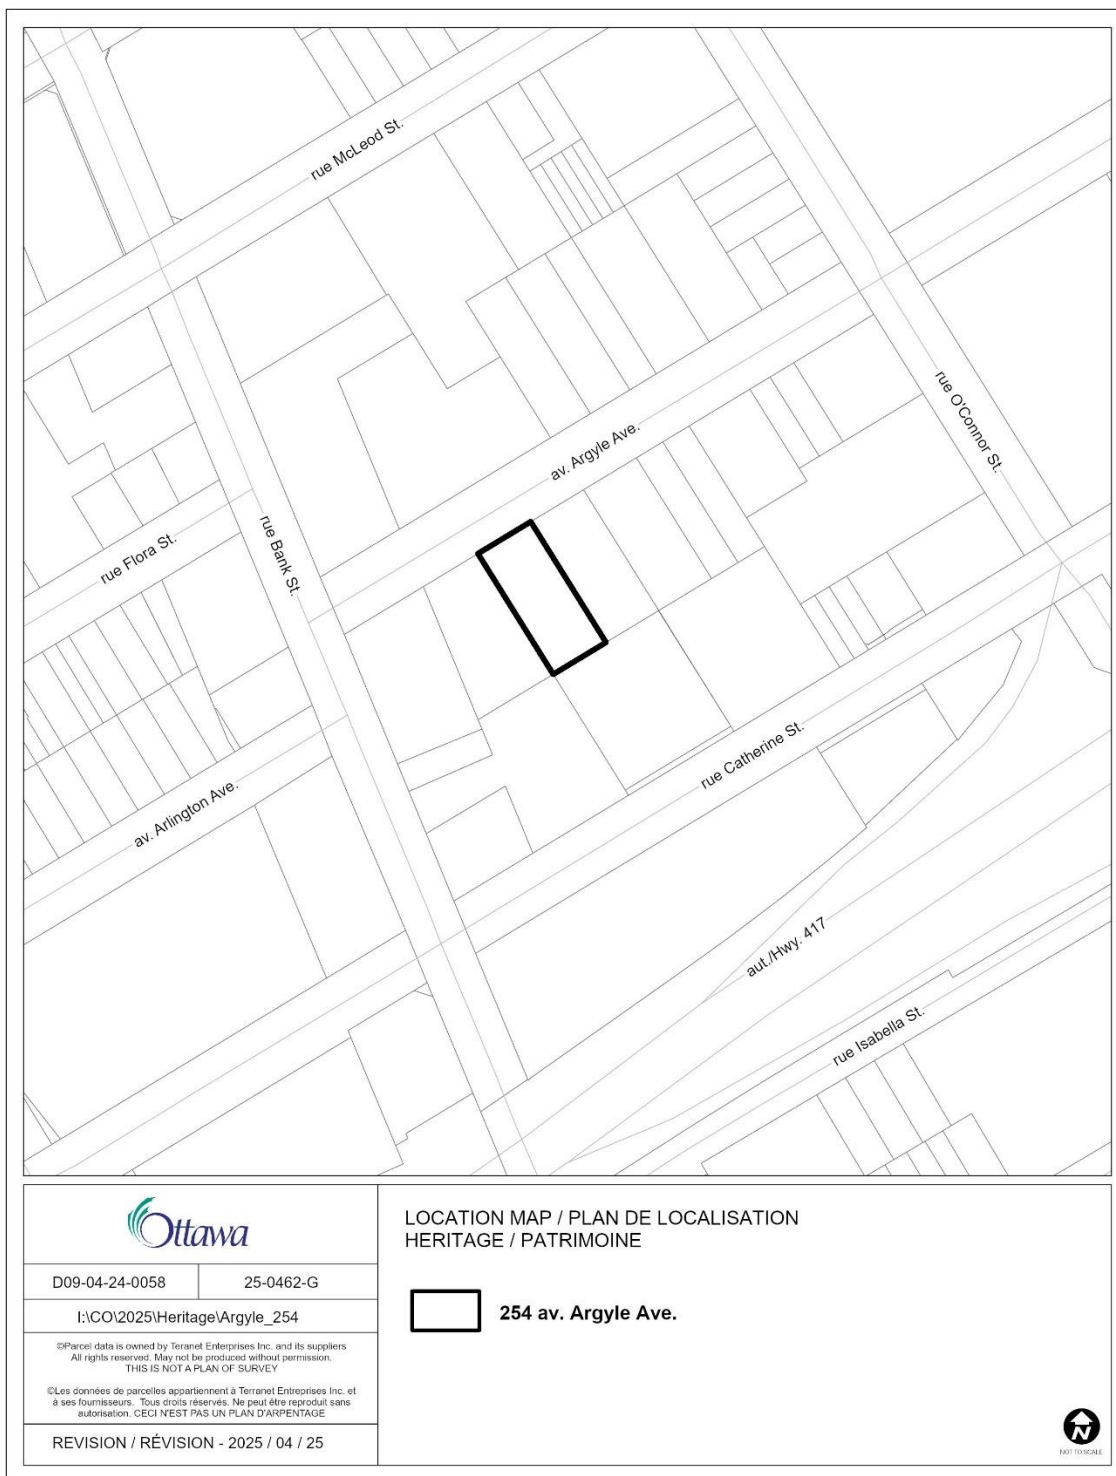 rue McLeod St.
rue O'Connor St.
av. Argyle Ave.
rue Flora St.
rue Bank St.
rue Catherine St.
av. Arlington Ave.
aut./Hwy. 417
rue Isabella St.
Ottawa
D09-04-24-0058
25-0462-G
I:\CO\2025\Heritage\Argyle_254
©Parcel data is owned by Teranet Enterprises Inc. and its suppliers
All rights reserved. May not be produced without permission.
THIS IS NOT A PLAN OF SURVEY
©Les données de parcelles appartiennent à Terranet Entreprises Inc. et
à ses fournisseurs. Tous droits réservés. Ne peut être reproduit sans
autorisation. CECI N'EST PAS UN PLAN D'ARPENTAGE
REVISION / RÉVISION - 2025 / 04 / 25
LOCATION MAP / PLAN DE LOCALISATION
HERITAGE / PATRIMOINE
254 av. Argyle Ave.
N
NOT TO SCALE